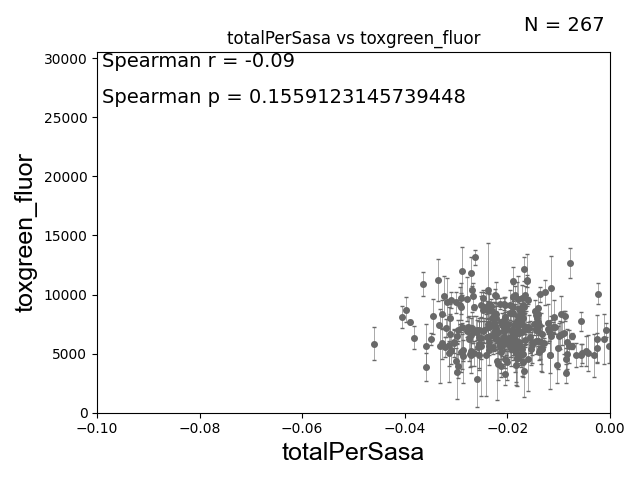 N = 267
totalPerSasa vs toxgreen_fluor
Spearman r = -0.09
Spearman p = 0.1559123145739448
toxgreen_fluor
30000
25000
20000
15000
10000
5000
0
−0.10
−0.08
−0.06
−0.04
−0.02
0.00
totalPerSasa